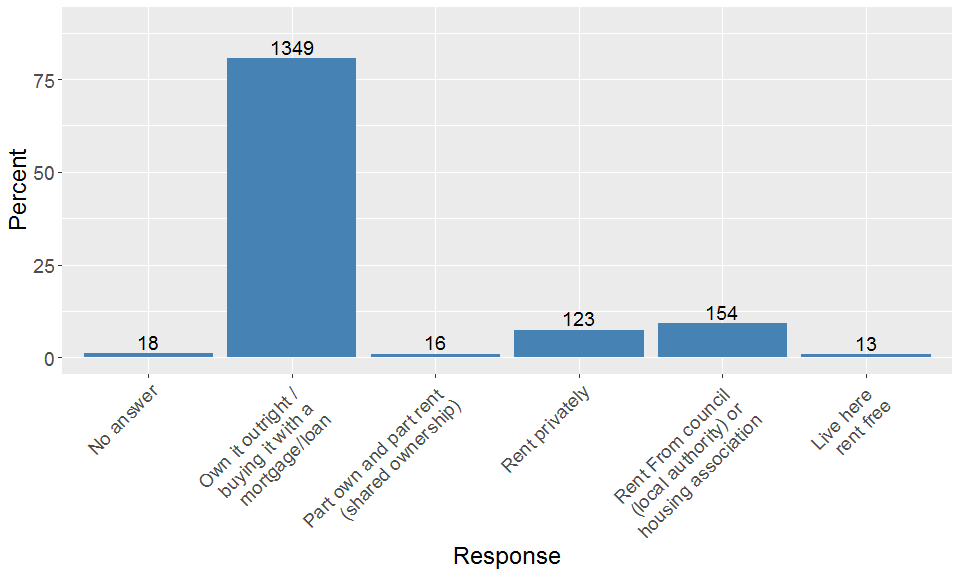 1349
75
50
25
0
Percent
18
16
123
154
13
No answer
Own it outright /
buying it with a
mortgage/loan
Part own and part rent
(shared ownership)
Rent privately
Rent From council
(local authority) or
housing association
Live here
rent free
Response